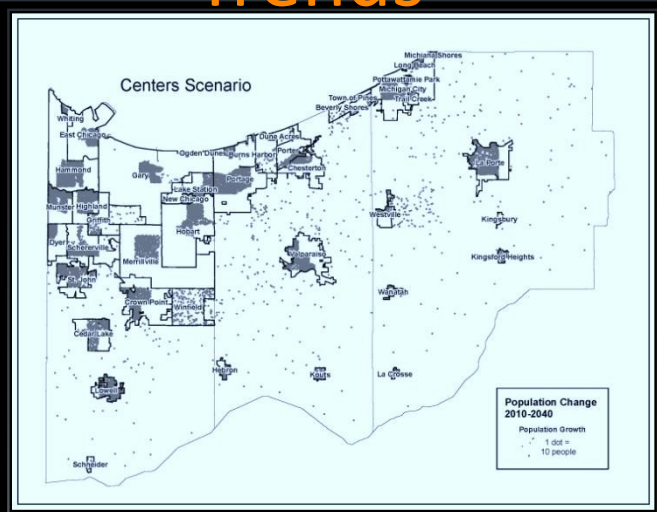 Trends
Centers Scenario
Michiana Shores
Long Beach
Pottawattamie Park
Michigan City
Trail Creek
Town of Pines
Beverly Shores
Whiting
East Chicago
Hammond
Gary
Ogden Dunes
Burns Harbor
Dune Acres
Porter
Chesterton
Portage
Lake Station
New Chicago
Hobart
Munster
Highland
Griffith
Dyer
Schererville
Merrillville
St. John
Crown Point
Winfield
Cedar Lake
Lowell
Schneider
Valparaiso
Hebron
Kouts
La Porte
Westville
Kingsbury
Kingsford Heights
Wanatah
La Crosse
Population Change
2010-2040
Population Growth
1 dot =
10 people